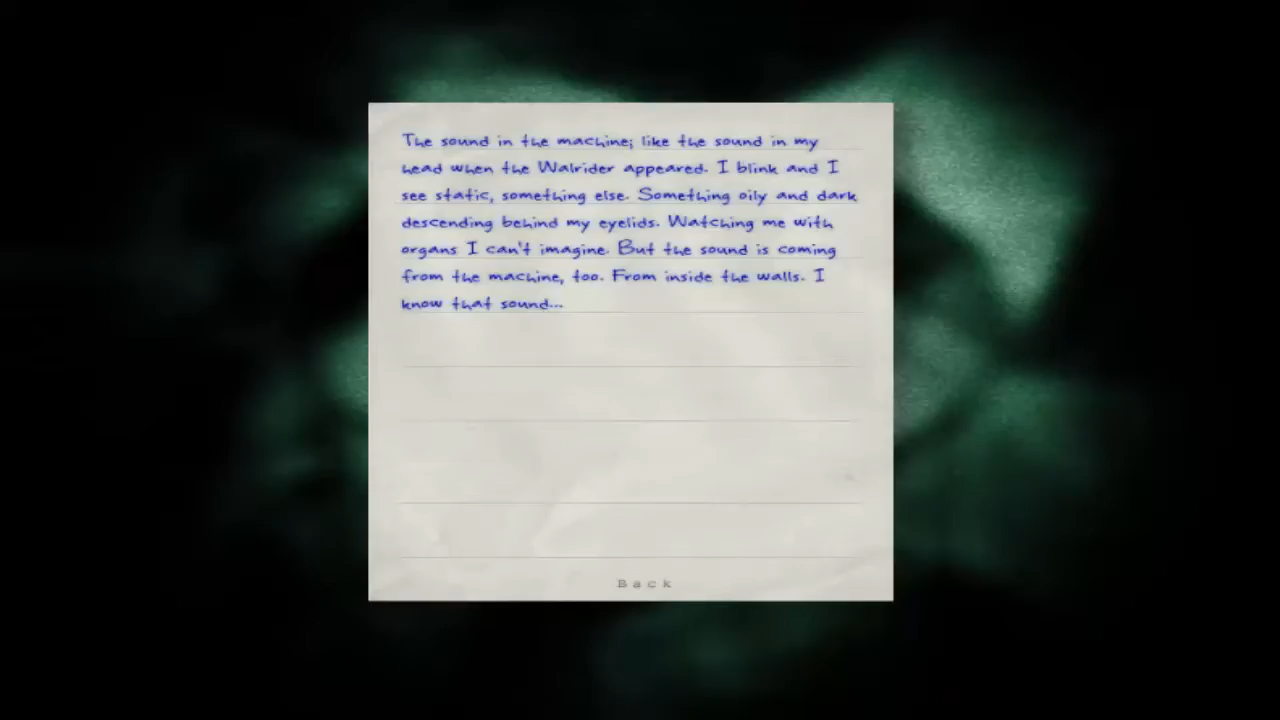 The sound in the machine; like the sound in my
head when the Walrider appeared. I blink and I
see static, something else. Something oily and dark
descending behind my eyelids. Watching me with
organs I can't imagine. But the sound is coming
from the machine, too. From inside the walls. I
know that sound...
Back